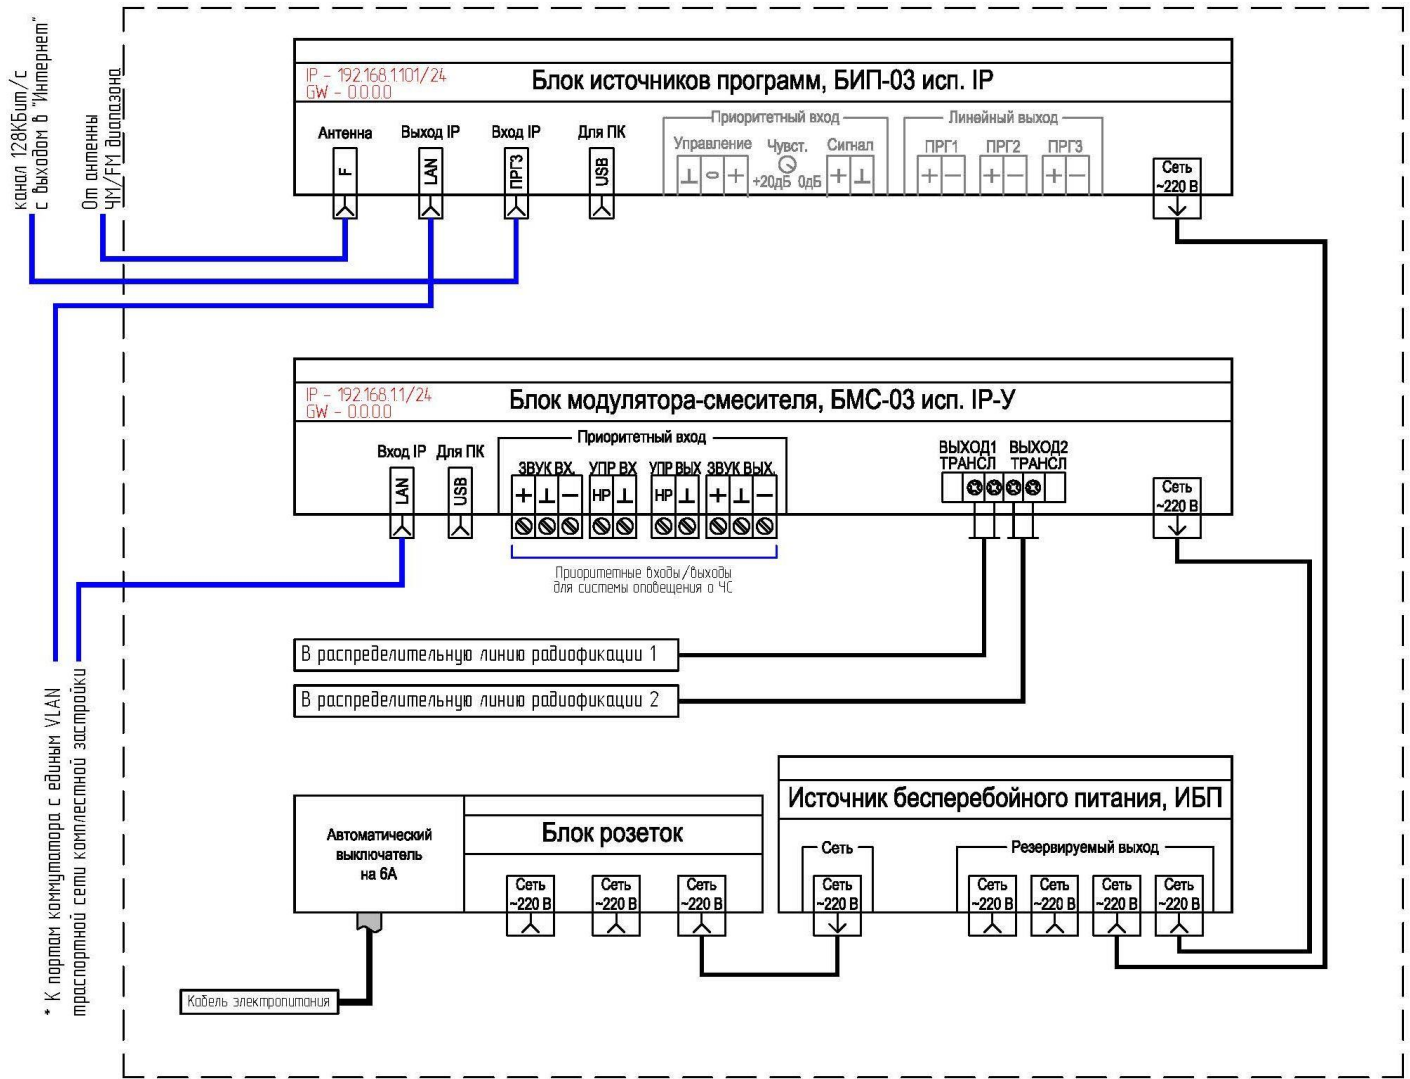 канал 128КБит/с
с выходом в "Интернет"
От антенны
ЧМ/FM диапазона
IP - 192.168.1.101/24
GW - 0.0.0.0
Блок источников программ, БИП-03 исп. IP
Антенна
Выход IP
Вход IP
Для ПК
F
LAN
ПРГ3
USB
Приоритетный вход
Управление
Чувст.
Сигнал
⊥ 0 +
+20дБ 0дБ
+ ⊥
Линейный выход
ПРГ1 ПРГ2 ПРГ3
+ − + − + −
Сеть
~220 В
IP - 192.168.1.1/24
GW - 0.0.0.0
Блок модулятора-смесителя, БМС-03 исп. IP-У
Вход IP
Для ПК
LAN
USB
Приоритетный вход
ЗВУК ВХ. УПР ВХ УПР ВЫХ ЗВУК ВЫХ.
+ ⊥ − НР ⊥ НР ⊥ + ⊥ −
ВЫХОД1 ВЫХОД2
ТРАНСЛ ТРАНСЛ
Сеть
~220 В
Приоритетные входы/выходы
для системы оповещения о ЧС
В распределительную линию радиофикации 1
В распределительную линию радиофикации 2
* К портам коммутатора с единым VLAN
траспортной сети комплестной застройки
Автоматический
выключатель
на 6А
Блок розеток
Сеть
~220 В
Сеть
~220 В
Сеть
~220 В
Источник бесперебойного питания, ИБП
Сеть
Сеть
~220 В
Резервируемый выход
Сеть
~220 В
Сеть
~220 В
Сеть
~220 В
Сеть
~220 В
Кабель электропитания